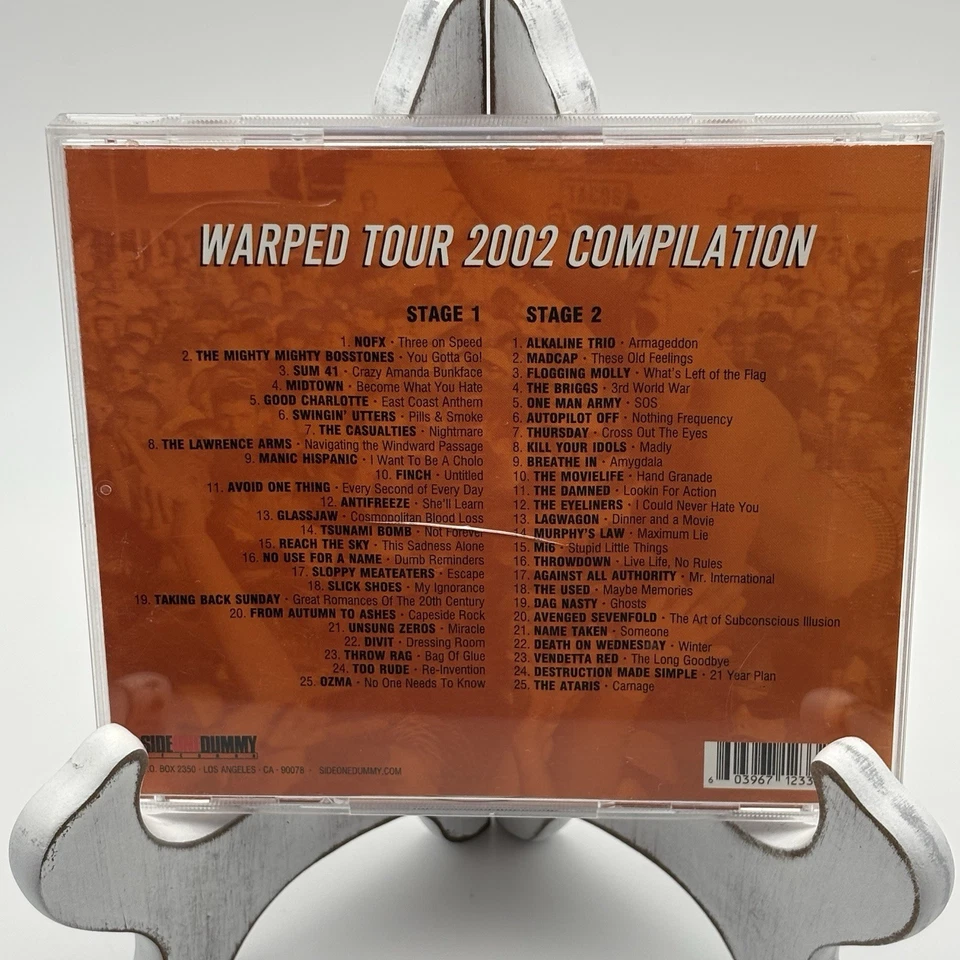 WARPED TOUR 2002 COMPILATION
STAGE 1
1. NOFX · Three on Speed
2. THE MIGHTY MIGHTY BOSSTONES · You Gotta Go!
3. SUM 41 · Crazy Amanda Bunkface
4. MIDTOWN · Become What You Hate
5. GOOD CHARLOTTE · East Coast Anthem
6. SWINGIN' UTTERS · Pills & Smoke
7. THE CASUALTIES · Nightmare
8. THE LAWRENCE ARMS · Navigating the Windward Passage
9. MANIC HISPANIC · I Want To Be A Cholo
10. FINCH · Untitled
11. AVOID ONE THING · Every Second of Every Day
12. ANTIFREEZE · She'll Learn
13. GLASSJAW · Cosmopolitan Blood Loss
14. TSUNAMI BOMB · Not Forever
15. REACH THE SKY · This Sadness Alone
16. NO USE FOR A NAME · Dumb Reminders
17. SLOPPY MEATEATERS · Escape
18. SLICK SHOES · My Ignorance
19. TAKING BACK SUNDAY · Great Romances Of The 20th Century
20. FROM AUTUMN TO ASHES · Capeside Rock
21. UNSUNG ZEROS · Miracle
22. DIVIT · Dressing Room
23. THROW RAG · Bag Of Glue
24. TOO RUDE · Re-Invention
25. OZMA · No One Needs To Know
STAGE 2
1. ALKALINE TRIO · Armageddon
2. MADCAP · These Old Feelings
3. FLOGGING MOLLY · What's Left of the Flag
4. THE BRIGGS · 3rd World War
5. ONE MAN ARMY · SOS
6. AUTOPILOT OFF · Nothing Frequency
7. THURSDAY · Cross Out The Eyes
8. KILL YOUR IDOLS · Madly
9. BREATHE IN · Amygdala
10. THE MOVIELIFE · Hand Granade
11. THE DAMNED · Lookin For Action
12. THE EYELINERS · I Could Never Hate You
13. LAGWAGON · Dinner and a Movie
14. MURPHY'S LAW · Maximum Lie
15. Mi6 · Stupid Little Things
16. THROWDOWN · Live Life, No Rules
17. AGAINST ALL AUTHORITY · Mr. International
18. THE USED · Maybe Memories
19. DAG NASTY · Ghosts
20. AVENGED SEVENFOLD · The Art of Subconscious Illusion
21. NAME TAKEN · Someone
22. DEATH ON WEDNESDAY · Winter
23. VENDETTA RED · The Long Goodbye
24. DESTRUCTION MADE SIMPLE · 21 Year Plan
25. THE ATARIS · Carnage
SIDEONEDUMMY
.O. BOX 2350 · LOS ANGELES · CA · 90078 · SIDEONEDUMMY.COM
6 03967 1233